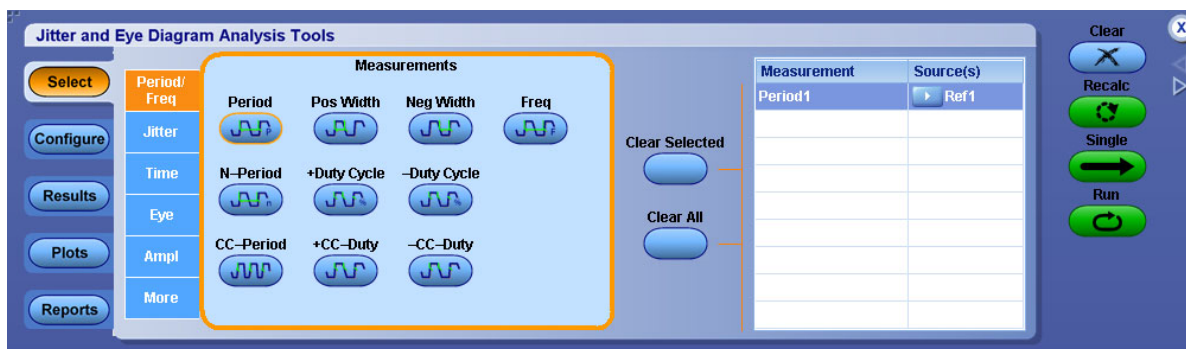 Jitter and Eye Diagram Analysis Tools
Select
Configure
Results
Plots
Reports
Period/
Freq
Jitter
Time
Eye
Ampl
More
Measurements
Period Pos Width Neg Width Freq
N–Period +Duty Cycle –Duty Cycle
CC–Period +CC–Duty –CC–Duty
Clear Selected
Clear All
Measurement Source(s)
Period1 Ref1
Clear
Recalc
Single
Run
X